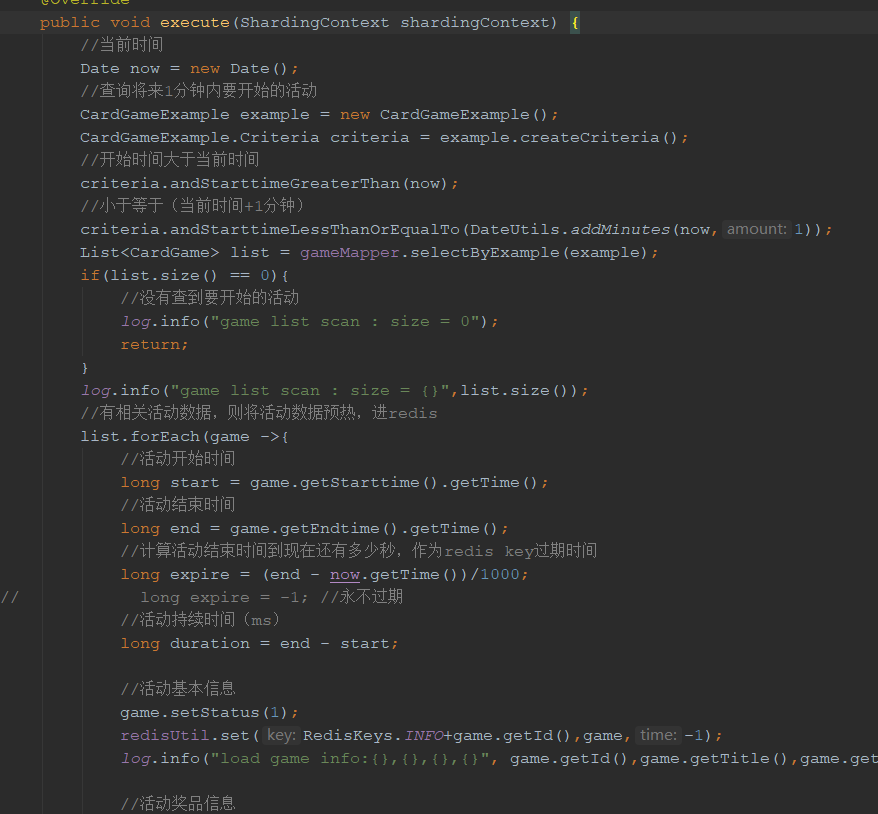 @Override
public void execute(ShardingContext shardingContext) {
//当前时间
Date now = new Date();
//查询将来1分钟内要开始的活动
CardGameExample example = new CardGameExample();
CardGameExample.Criteria criteria = example.createCriteria();
//开始时间大于当前时间
criteria.andStarttimeGreaterThan(now);
//小于等于（当前时间+1分钟）
criteria.andStarttimeLessThanOrEqualTo(DateUtils.addMinutes(now, amount: 1));
List<CardGame> list = gameMapper.selectByExample(example);
if(list.size() == 0){
//没有查到要开始的活动
log.info("game list scan : size = 0");
return;
}
log.info("game list scan : size = {}",list.size());
//有相关活动数据，则将活动数据预热，进redis
list.forEach(game ->{
//活动开始时间
long start = game.getStarttime().getTime();
//活动结束时间
long end = game.getEndtime().getTime();
//计算活动结束时间到现在还有多少秒，作为redis key过期时间
long expire = (end - now.getTime())/1000;
// long expire = -1; //永不过期
//活动持续时间（ms）
long duration = end - start;
//活动基本信息
game.setStatus(1);
redisUtil.set( key: RedisKeys.INFO+game.getId(),game, time: -1);
log.info("load game info:{},{},{},{}", game.getId(),game.getTitle(),game.get
//活动奖品信息